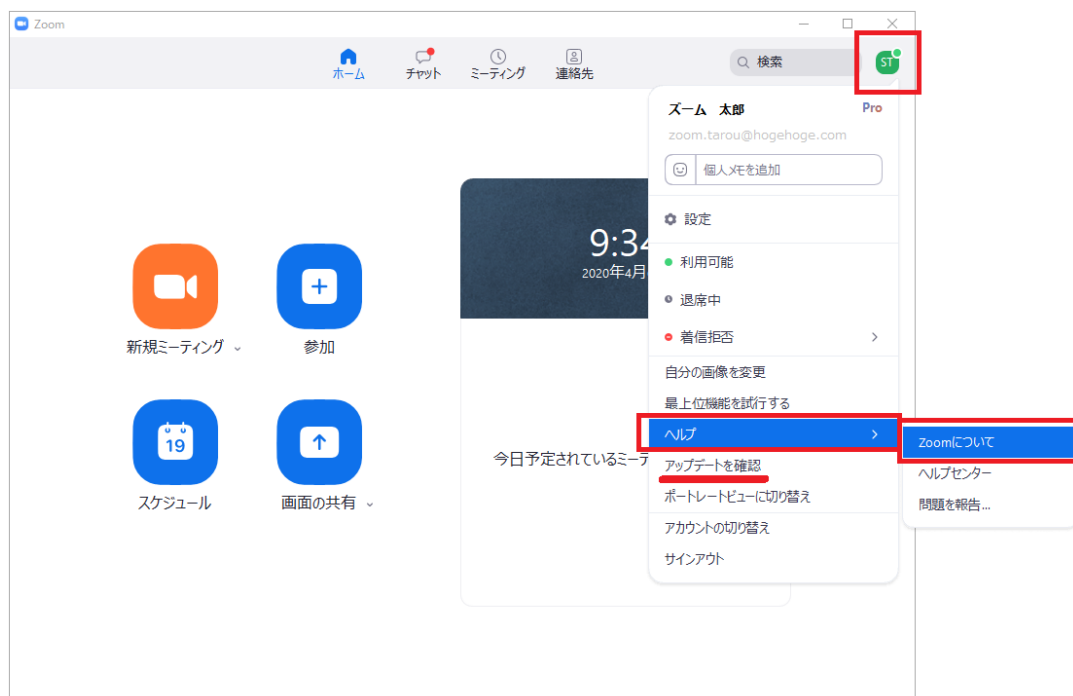 Zoom
ホーム
チャット
ミーティング
連絡先
検索
ST
ズーム 太郎
Pro
zoom.tarou@hogehoge.com
個人メモを追加
設定
9:34
2020年4月
利用可能
退席中
着信拒否
新規ミーティング
参加
自分の画像を変更
最上位機能を試行する
ヘルプ
Zoomについて
19
今日予定されているミーテ
アップデートを確認
ヘルプセンター
ポートレートビューに切り替え
問題を報告...
スケジュール
画面の共有
アカウントの切り替え
サインアウト